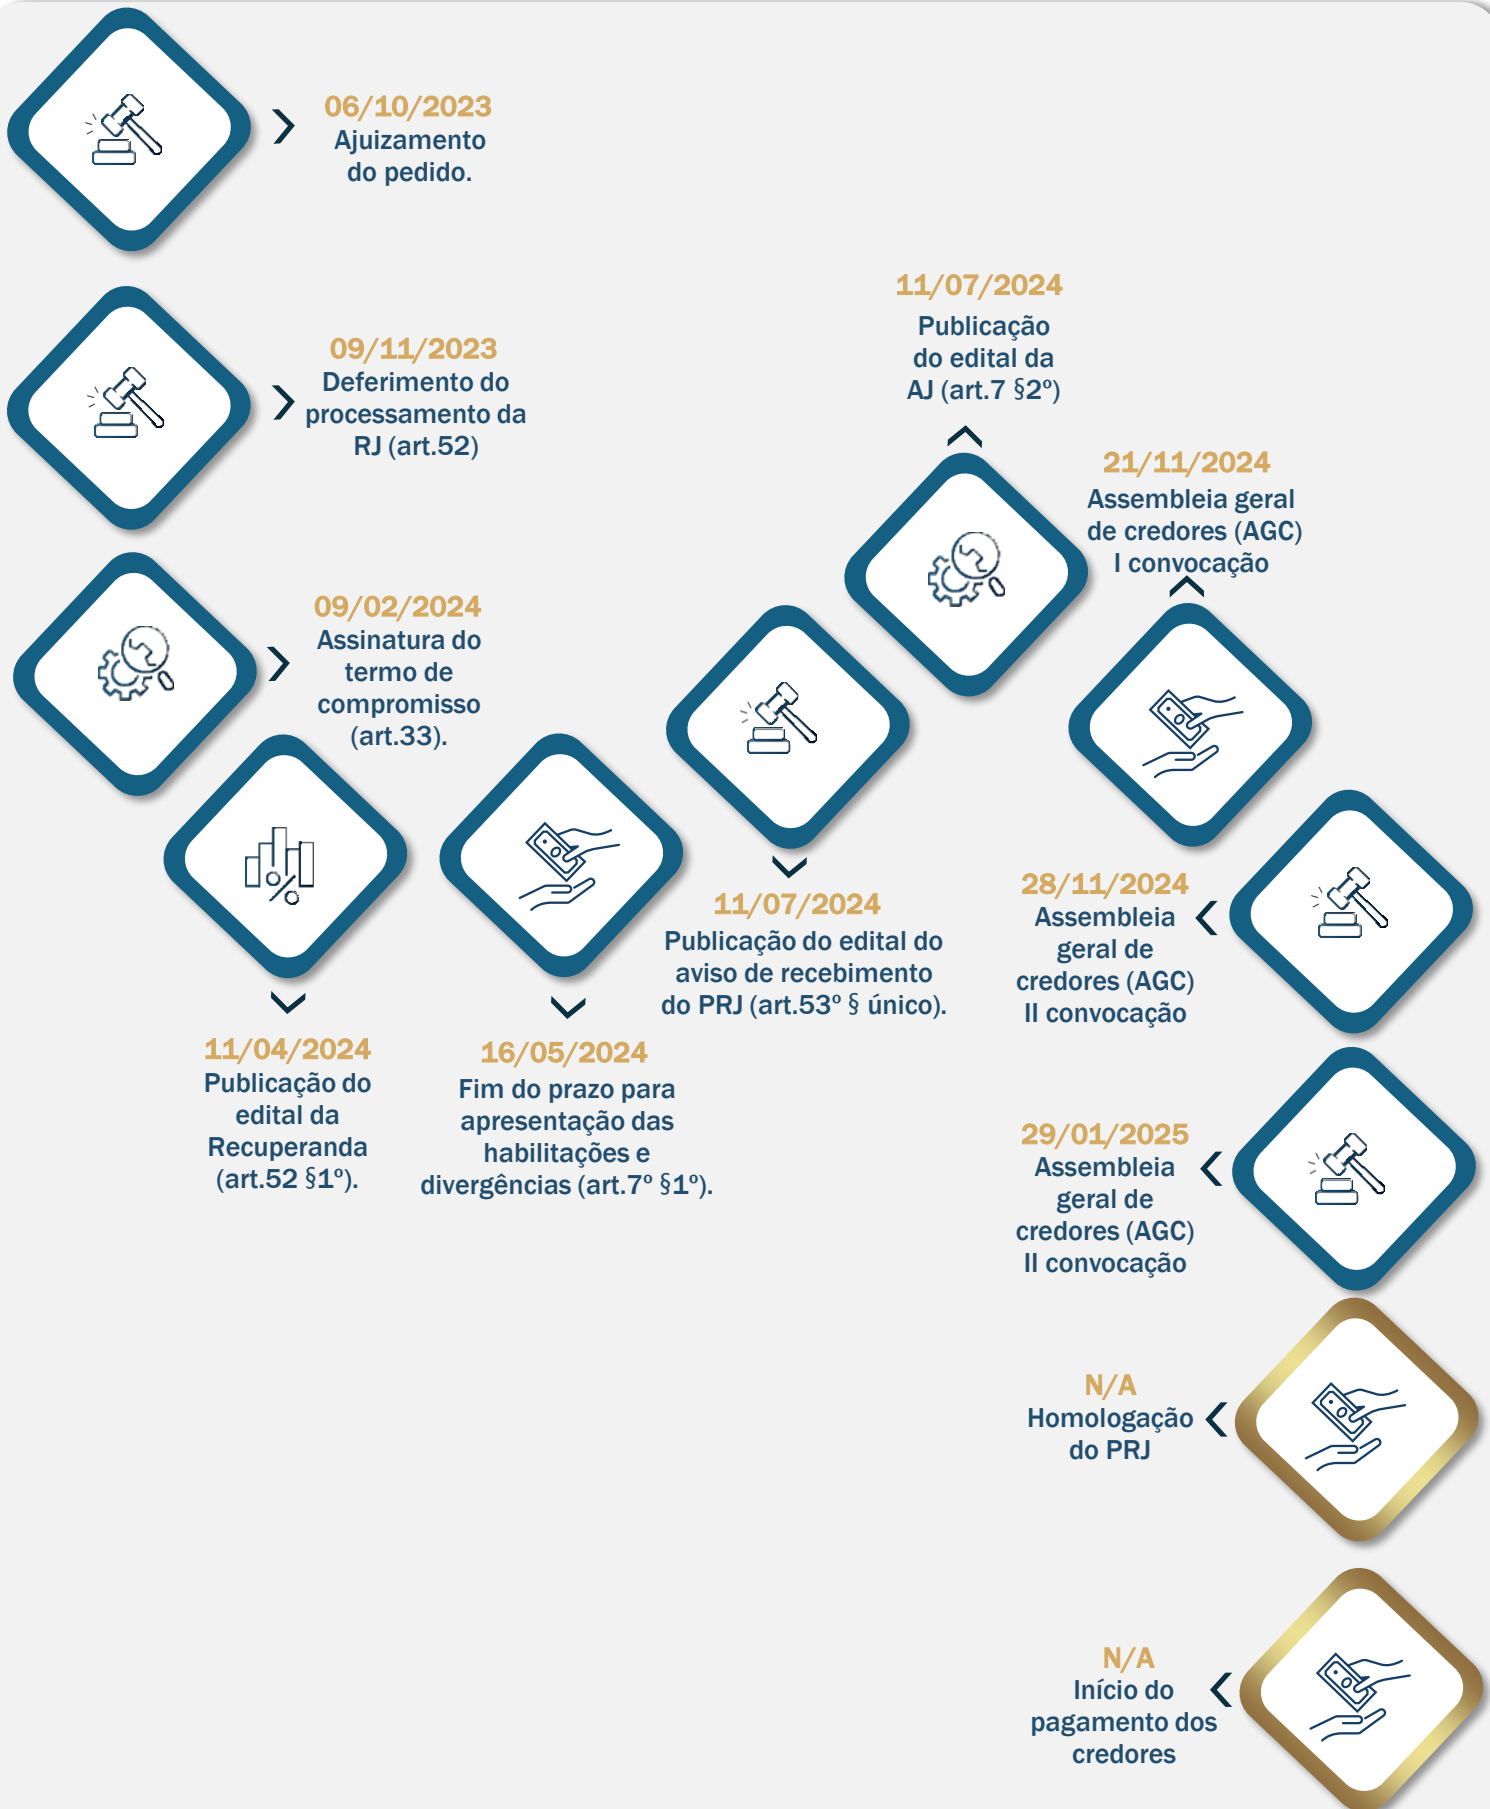 06/10/2023
Ajuizamento
do pedido.
09/11/2023
Deferimento do
processamento da
RJ (art.52)
09/02/2024
Assinatura do
termo de
compromisso
(art.33).
11/04/2024
Publicação do
edital da
Recuperanda
(art.52 §1º).
16/05/2024
Fim do prazo para
apresentação das
habilitações e
divergências (art.7º §1º).
11/07/2024
Publicação do edital do
aviso de recebimento
do PRJ (art.53º § único).
11/07/2024
Publicação
do edital da
AJ (art.7 §2º)
21/11/2024
Assembleia geral
de credores (AGC)
I convocação
28/11/2024
Assembleia
geral de
credores (AGC)
II convocação
29/01/2025
Assembleia
geral de
credores (AGC)
II convocação
N/A
Homologação
do PRJ
N/A
Início do
pagamento dos
credores